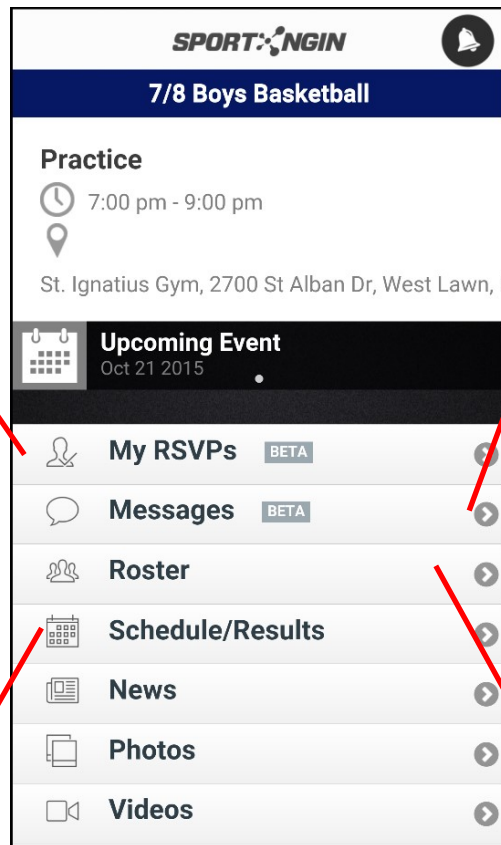 SPORT NGIN
7/8 Boys Basketball
Practice
7:00 pm - 9:00 pm
St. Ignatius Gym, 2700 St Alban Dr, West Lawn,
Upcoming Event
Oct 21 2015
My RSVPs BETA
Messages BETA
Roster
Schedule/Results
News
Photos
Videos